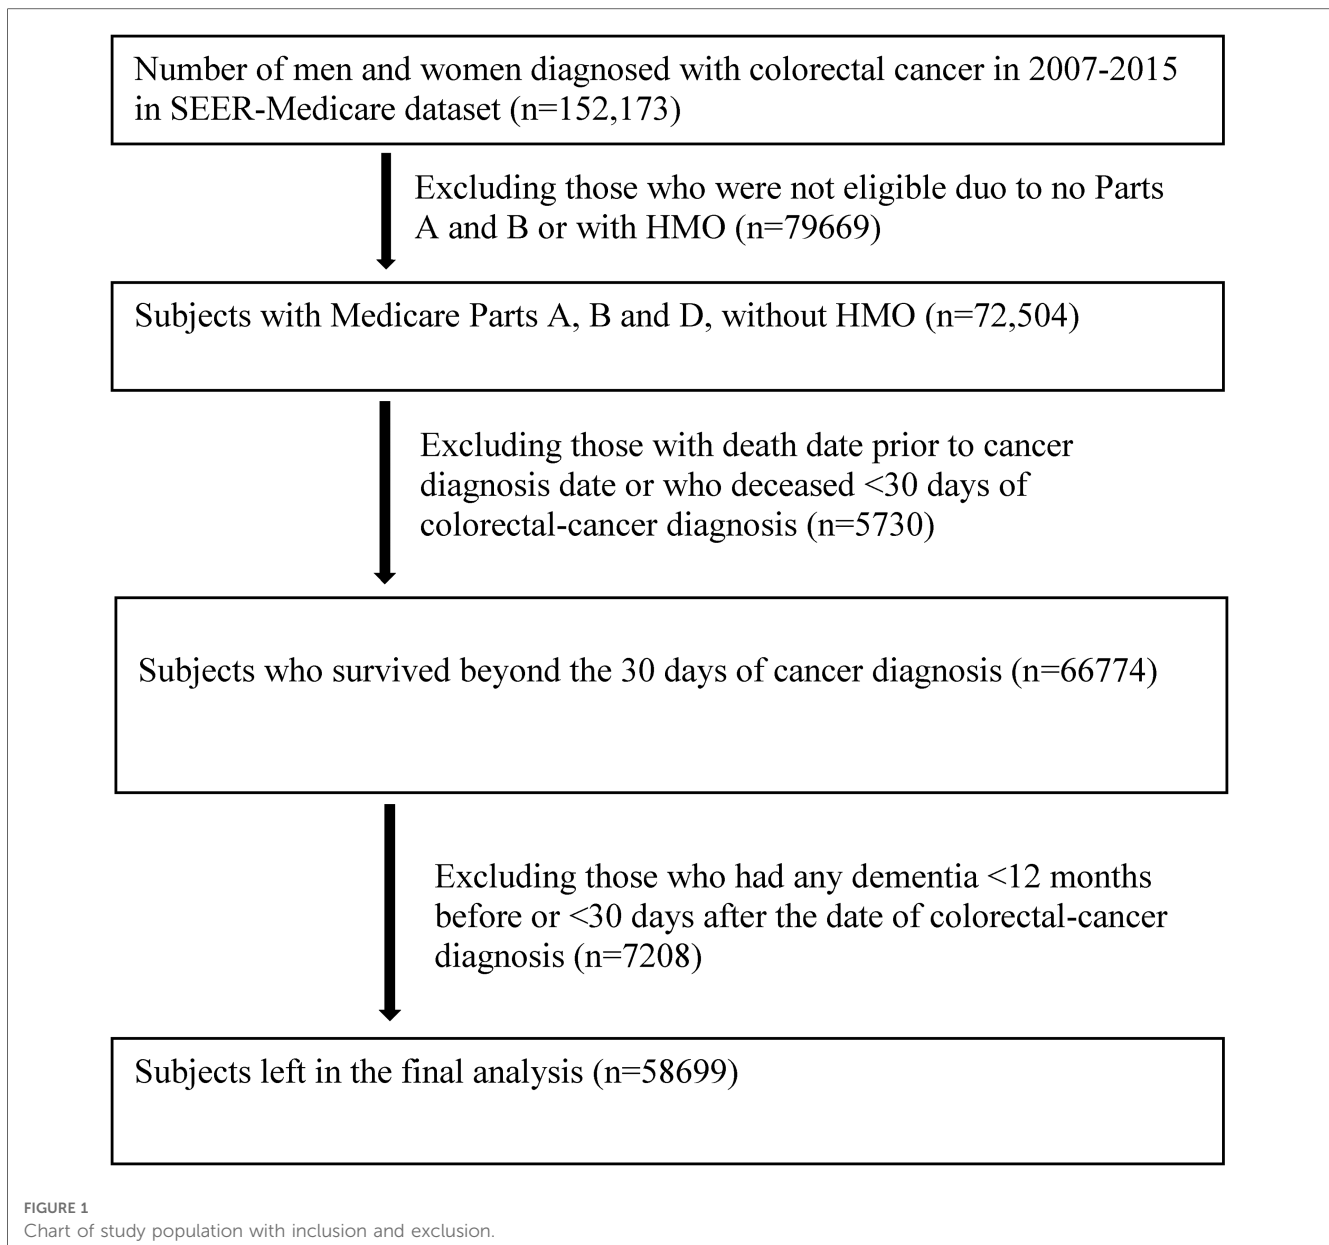 Number of men and women diagnosed with colorectal cancer in 2007-2015
in SEER-Medicare dataset (n=152,173)
Excluding those who were not eligible duo to no Parts
A and B or with HMO (n=79669)
Subjects with Medicare Parts A, B and D, without HMO (n=72,504)
Excluding those with death date prior to cancer
diagnosis date or who deceased <30 days of
colorectal-cancer diagnosis (n=5730)
Subjects who survived beyond the 30 days of cancer diagnosis (n=66774)
Excluding those who had any dementia <12 months
before or <30 days after the date of colorectal-cancer
diagnosis (n=7208)
Subjects left in the final analysis (n=58699)
FIGURE 1
Chart of study population with inclusion and exclusion.